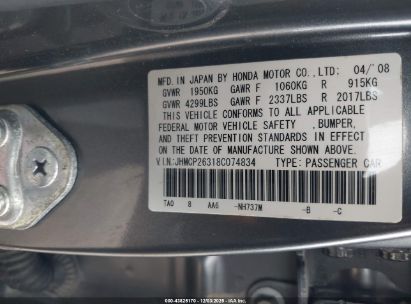 MFD. IN JAPAN BY HONDA MOTOR CO., LTD: 04/'08
GVWR 1950KG GAWR F 1060KG R 915KG
GVWR 4299LBS GAWR F 2337LBS R 2017LBS
THIS VEHICLE CONFORMS TO ALL APPLICABLE
FEDERAL MOTOR VEHICLE SAFETY , BUMPER,
AND THEFT PREVENTION STANDARDS IN EFFECT
ON THE DATE OF MANUFACTURE SHOWN ABOVE.
V.I.N.:JHMCP26318C074834 TYPE: PASSENGER CAR
TA0 8 AA6 -NH737M -B -C